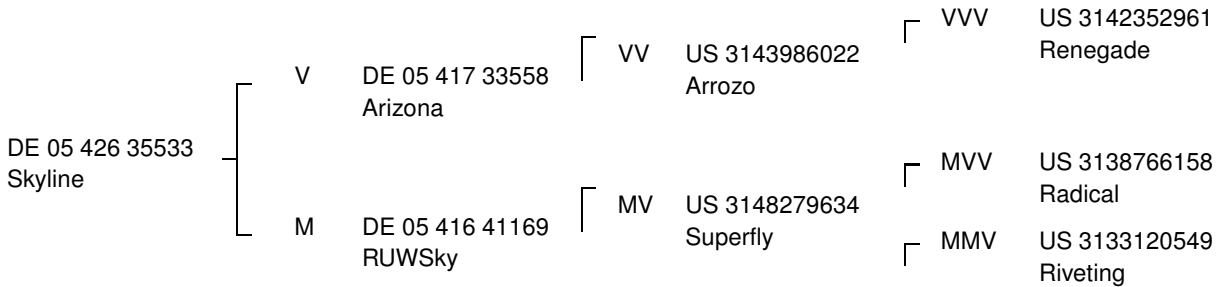 DE 05 426 35533
Skyline
V DE 05 417 33558
Arizona
M DE 05 416 41169
RUWSky
VV US 3143986022
Arrozo
MV US 3148279634
Superfly
VVV US 3142352961
Renegade
MVV US 3138766158
Radical
MMV US 3133120549
Riveting